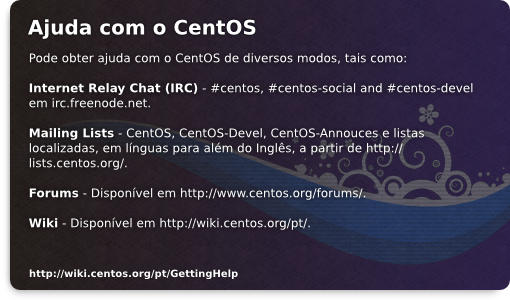 Ajuda com o CentOS
Pode obter ajuda com o CentOS de diversos modos, tais como:
Internet Relay Chat (IRC) - #centos, #centos-social and #centos-devel
em irc.freenode.net.
Mailing Lists - CentOS, CentOS-Devel, CentOS-Annouces e listas
localizadas, em línguas para além do Inglês, a partir de http://
lists.centos.org/.
Forums - Disponível em http://www.centos.org/forums/.
Wiki - Disponível em http://wiki.centos.org/pt/.
http://wiki.centos.org/pt/GettingHelp